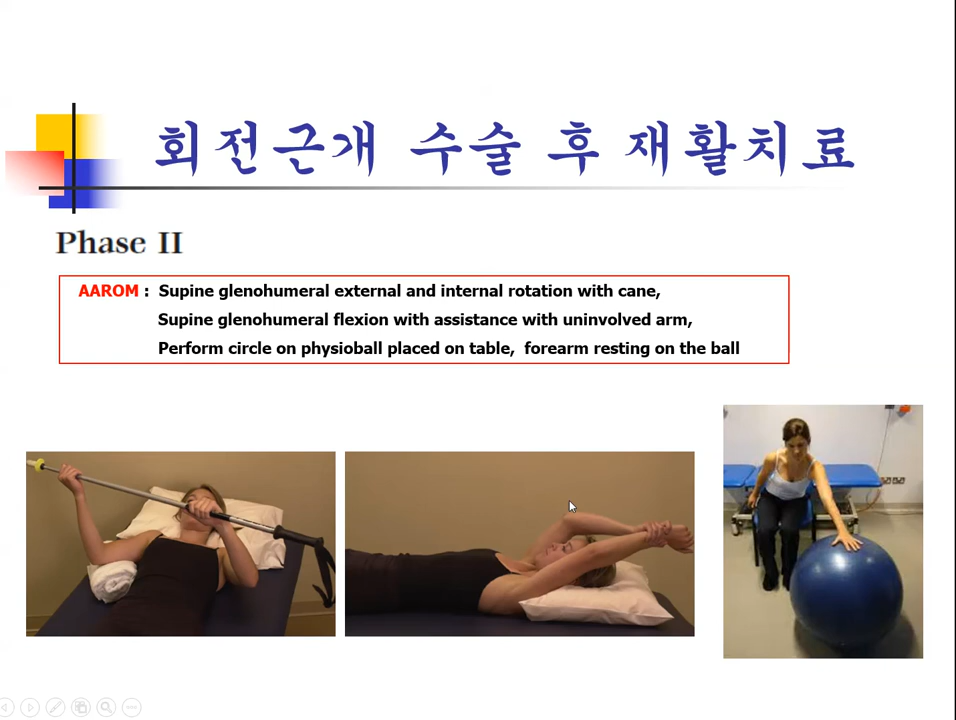 회전근개 수술 후 재활치료
Phase II
AAROM : Supine glenohumeral external and internal rotation with cane,
Supine glenohumeral flexion with assistance with uninvolved arm,
Perform circle on physioball placed on table, forearm resting on the ball